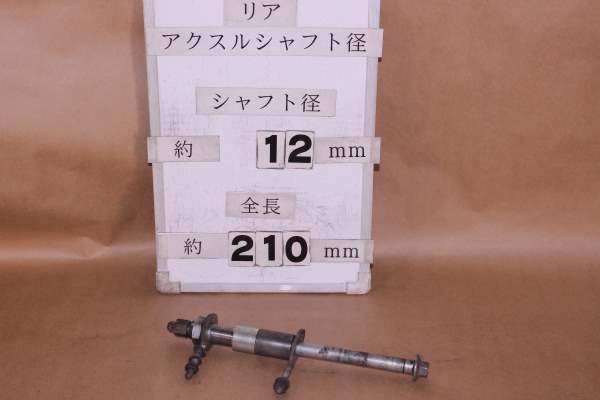 リア
アクスルシャフト径
シャフト径
約 12 mm
全長
約 210 mm